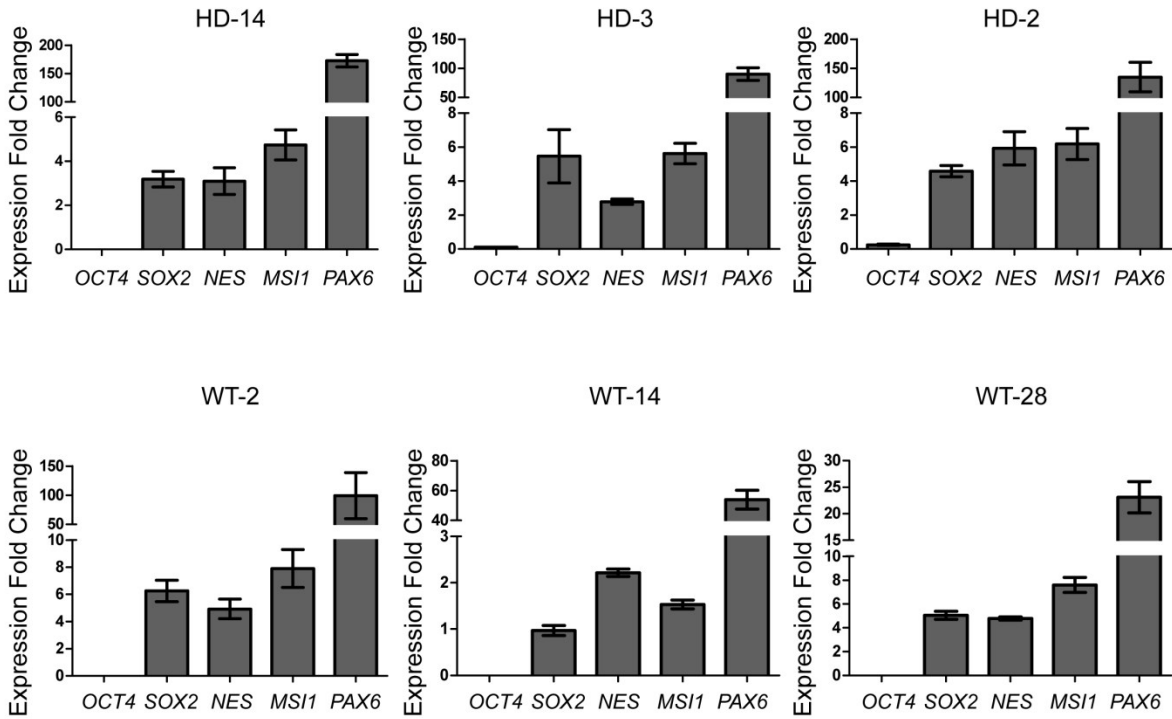 HD-14
Expression Fold Change
200
150
100
6
4
2
0
OCT4 SOX2 NES MSI1 PAX6
HD-3
Expression Fold Change
150
100
50
8
6
4
2
0
OCT4 SOX2 NES MSI1 PAX6
HD-2
Expression Fold Change
200
150
100
8
6
4
2
0
OCT4 SOX2 NES MSI1 PAX6
WT-2
Expression Fold Change
150
100
50
10
8
6
4
2
0
OCT4 SOX2 NES MSI1 PAX6
WT-14
Expression Fold Change
80
60
40
3
2
1
0
OCT4 SOX2 NES MSI1 PAX6
WT-28
Expression Fold Change
30
25
20
15
10
8
6
4
2
0
OCT4 SOX2 NES MSI1 PAX6